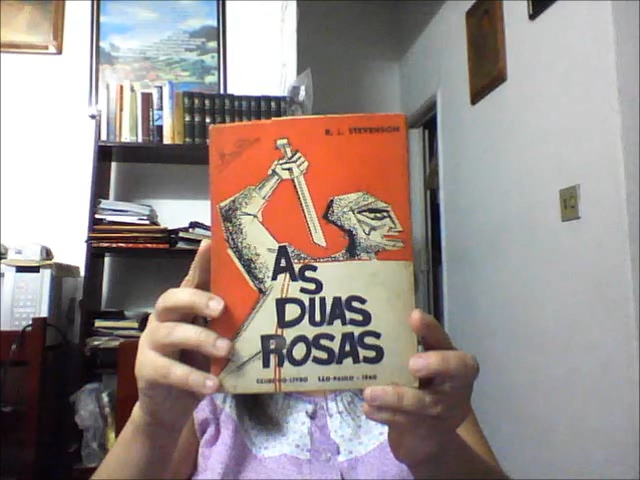 R. L. STEVENSON
AS
DUAS
ROSAS
CLUBE-DO-LIVRO SÃO-PAULO - 1960